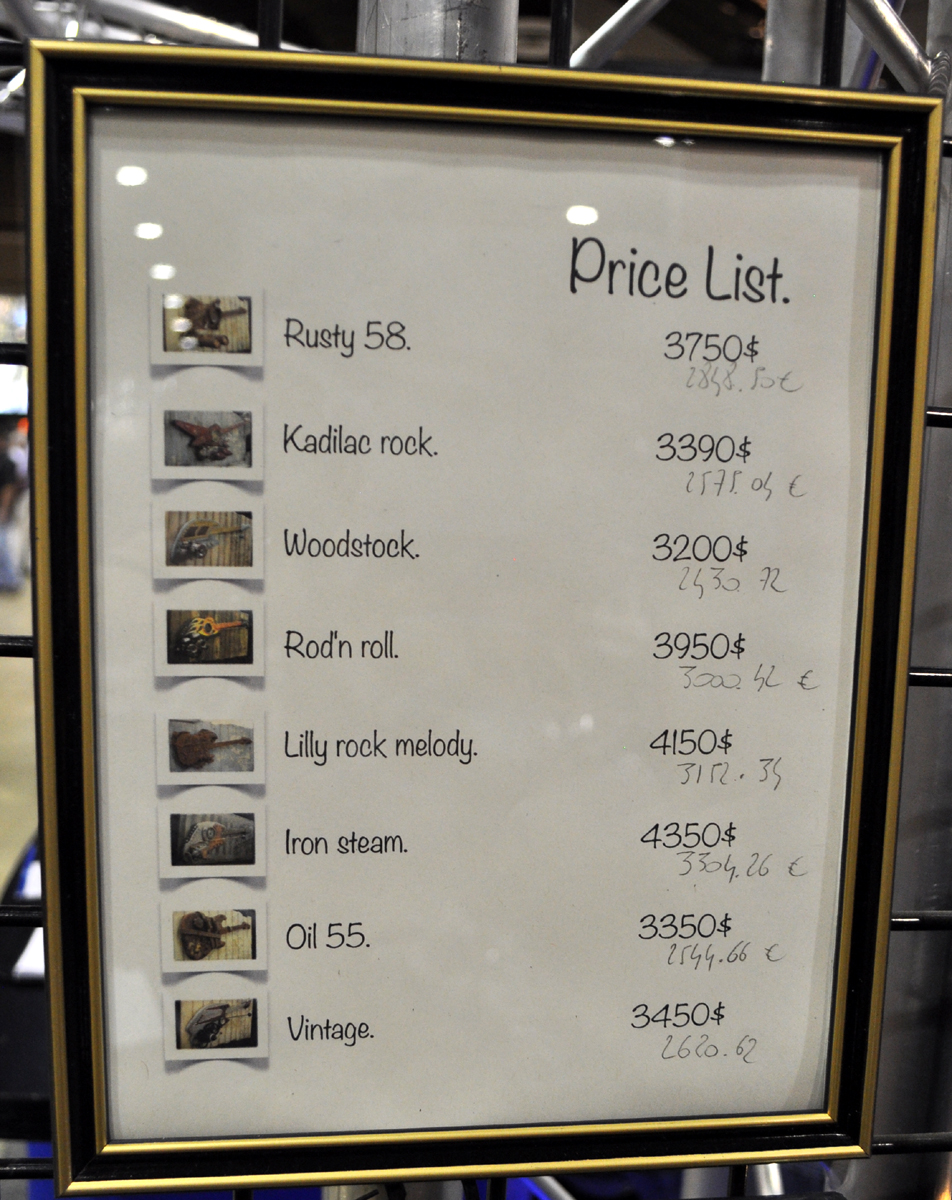 Price List.
Rusty 58. 3750$
2848.50€
Kadilac rock. 3390$
2575.04 €
Woodstock. 3200$
2430.72
Rod'n roll. 3950$
3000.42 €
Lilly rock melody. 4150$
3152.34
Iron steam. 4350$
3304.26 €
Oil 55. 3350$
2544.66 €
Vintage. 3450$
2620.62